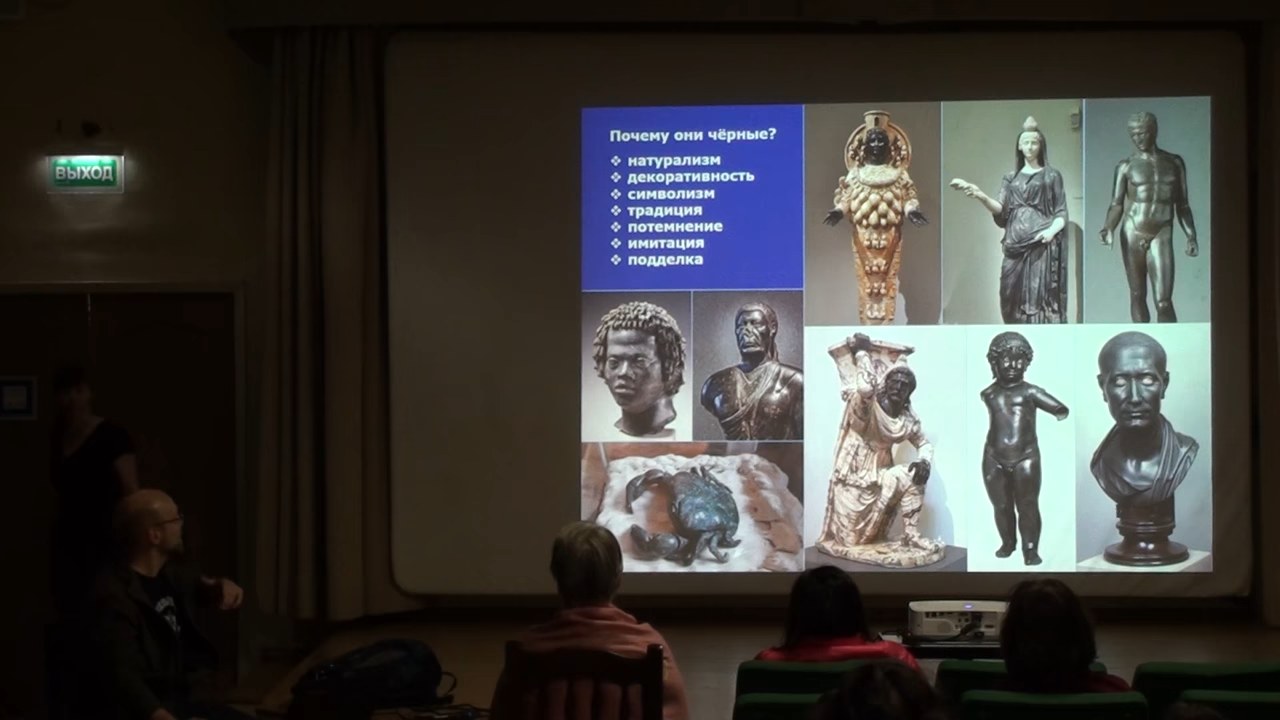 ВЫХОД
Почему они чёрные?
❖ натурализм
❖ декоративность
❖ символизм
❖ традиция
❖ потемнение
❖ имитация
❖ подделка